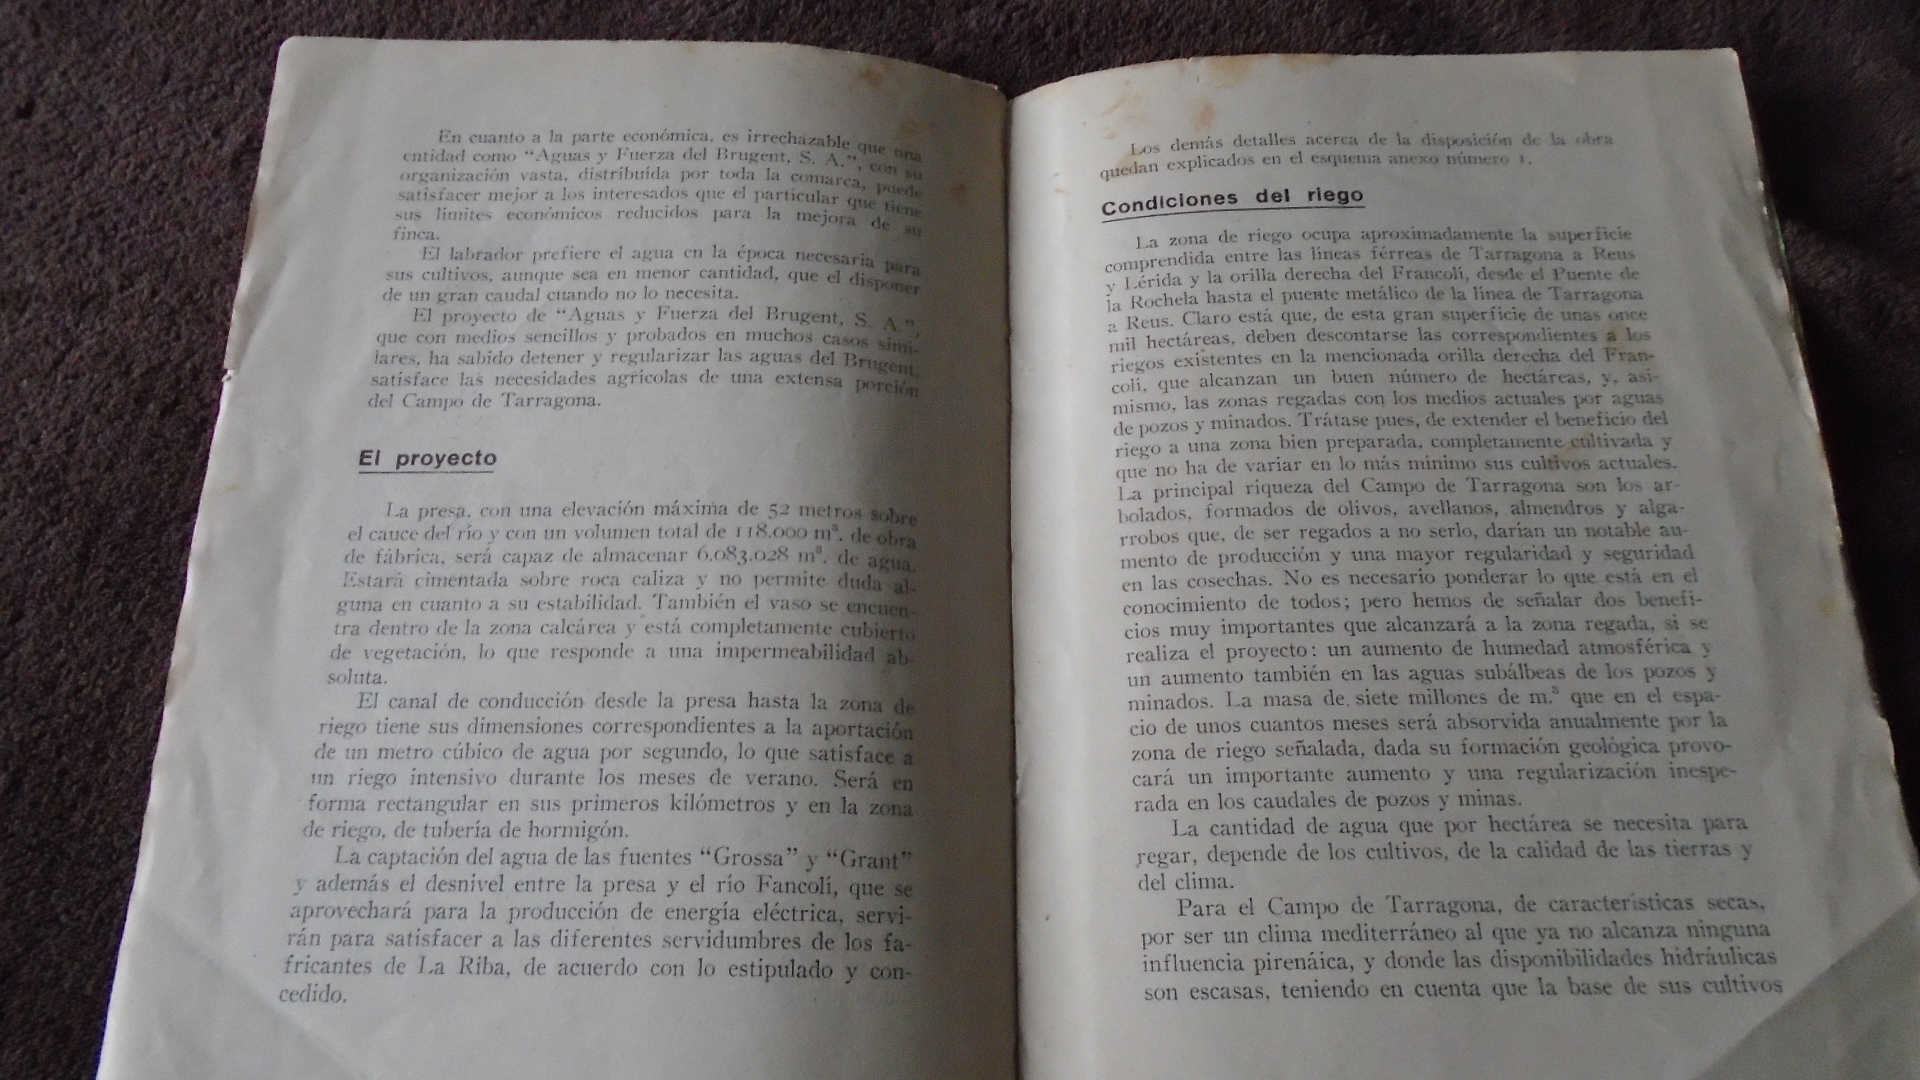 En cuanto a la parte económica, es irrechazable que una
entidad como “Aguas y Fuerza del Brugent, S. A.”, con su
organización vasta, distribuída por toda la comarca, puede
satisfacer mejor a los interesados que el particular que tiene
sus límites económicos reducidos para la mejora de su
finca.
El labrador prefiere el agua en la época necesaria para
sus cultivos, aunque sea en menor cantidad, que el disponer
de un gran caudal cuando no lo necesita.
El proyecto de “Aguas y Fuerza del Brugent, S. A.”,
que con medios sencillos y probados en muchos casos simi-
lares, ha sabido detener y regularizar las aguas del Brugent,
satisface las necesidades agrícolas de una extensa porción
del Campo de Tarragona.
El proyecto
La presa, con una elevación máxima de 52 metros sobre
el cauce del río y con un volumen total de 118.000 m³. de obra
de fábrica, será capaz de almacenar 6.083.028 m³. de agua.
Estará cimentada sobre roca caliza y no permite duda al-
guna en cuanto a su estabilidad. También el vaso se encuen-
tra dentro de la zona calcárea y está completamente cubierto
de vegetación, lo que responde a una impermeabilidad ab-
soluta.
El canal de conducción desde la presa hasta la zona de
riego tiene sus dimensiones correspondientes a la aportación
de un metro cúbico de agua por segundo, lo que satisface a
un riego intensivo durante los meses de verano. Será en
forma rectangular en sus primeros kilómetros y en la zona
de riego, de tubería de hormigón.
La captación del agua de las fuentes “Grossa” y “Grant”
y además el desnivel entre la presa y el río Fancolí, que se
aprovechará para la producción de energía eléctrica, servi-
rán para satisfacer a las diferentes servidumbres de los fa-
fricantes de La Riba, de acuerdo con lo estipulado y con-
cedido.
Los demás detalles acerca de la disposición de la obra
quedan explicados en el esquema anexo número 1.
Condiciones del riego
La zona de riego ocupa aproximadamente la superficie
comprendida entre las líneas férreas de Tarragona a Reus
y Lérida y la orilla derecha del Francolí, desde el Puente de
la Rochela hasta el puente metálico de la línea de Tarragona
a Reus. Claro está que, de esta gran superficie de unas once
mil hectáreas, deben descontarse las correspondientes a los
riegos existentes en la mencionada orilla derecha del Fran-
colí, que alcanzan un buen número de hectáreas, y, asi-
mismo, las zonas regadas con los medios actuales por aguas
de pozos y minados. Trátase pues, de extender el beneficio del
riego a una zona bien preparada, completamente cultivada y
que no ha de variar en lo más mínimo sus cultivos actuales.
La principal riqueza del Campo de Tarragona son los ar-
bolados, formados de olivos, avellanos, almendros y alga-
rrobos que, de ser regados a no serlo, darían un notable au-
mento de producción y una mayor regularidad y seguridad
en las cosechas. No es necesario ponderar lo que está en el
conocimiento de todos; pero hemos de señalar dos benefi-
cios muy importantes que alcanzará a la zona regada, si se
realiza el proyecto: un aumento de humedad atmosférica y
un aumento también en las aguas subálbeas de los pozos y
minados. La masa de siete millones de m.³ que en el espa-
cio de unos cuantos meses será absorvida anualmente por la
zona de riego señalada, dada su formación geológica provo-
cará un importante aumento y una regularización inespe-
rada en los caudales de pozos y minas.
La cantidad de agua que por hectárea se necesita para
regar, depende de los cultivos, de la calidad de las tierras y
del clima.
Para el Campo de Tarragona, de características secas,
por ser un clima mediterráneo al que ya no alcanza ninguna
influencia pirenáica, y donde las disponibilidades hidráulicas
son escasas, teniendo en cuenta que la base de sus cultivos